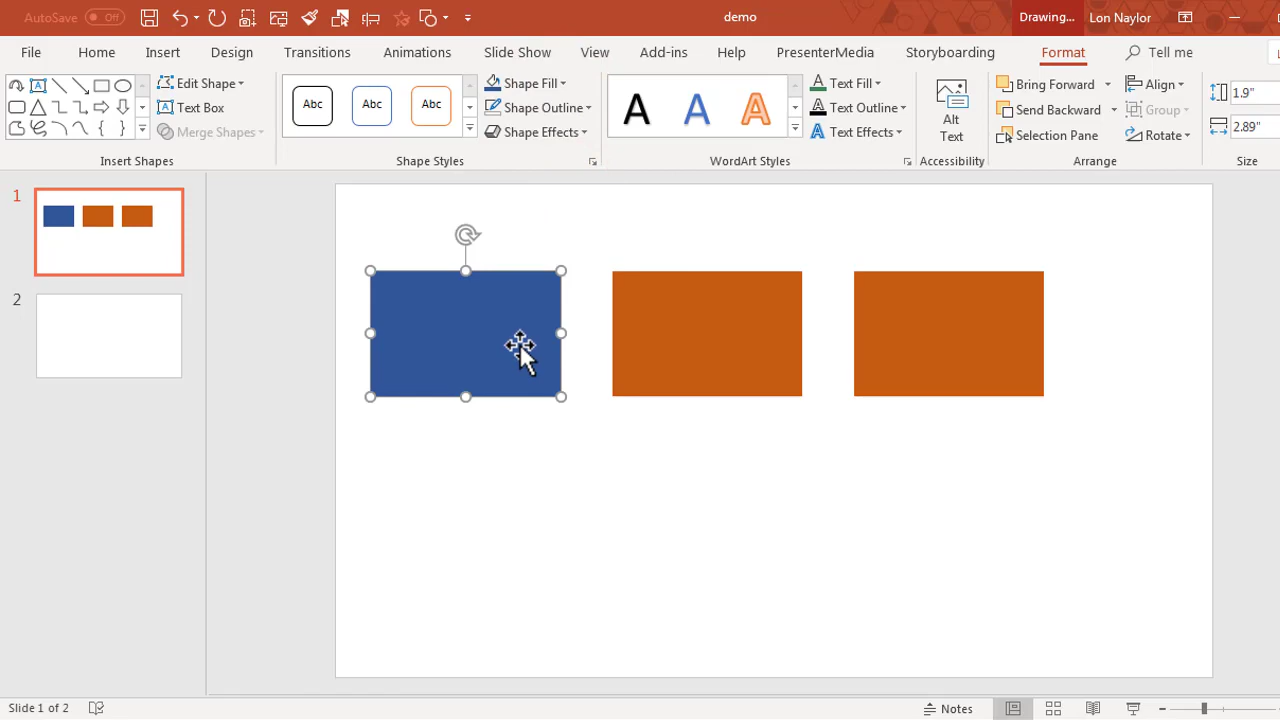 AutoSave Off demo Drawing... Lon Naylor
File Home Insert Design Transitions Animations Slide Show View Add-ins Help PresenterMedia Storyboarding Format Tell me
Edit Shape Abc Abc Abc Shape Fill A A A Text Fill Alt Text Bring Forward Align 1.9"
Text Box Shape Outline Text Outline Send Backward Group 2.89"
Merge Shapes Shape Effects Text Effects Selection Pane Rotate
Insert Shapes Shape Styles WordArt Styles Accessibility Arrange Size
1
2
Slide 1 of 2 Notes